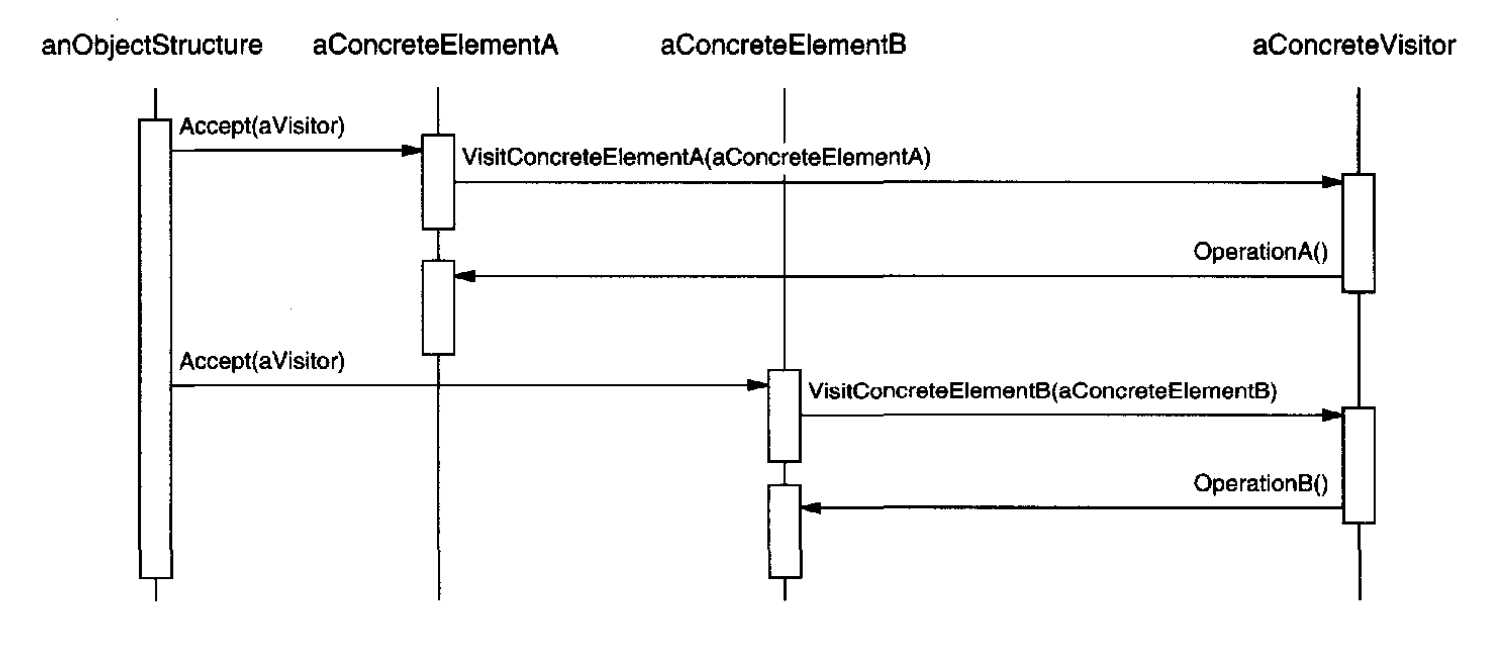 anObjectStructure aConcreteElementA aConcreteElementB aConcreteVisitor
Accept(aVisitor)
VisitConcreteElementA(aConcreteElementA)
OperationA()
Accept(aVisitor)
VisitConcreteElementB(aConcreteElementB)
OperationB()